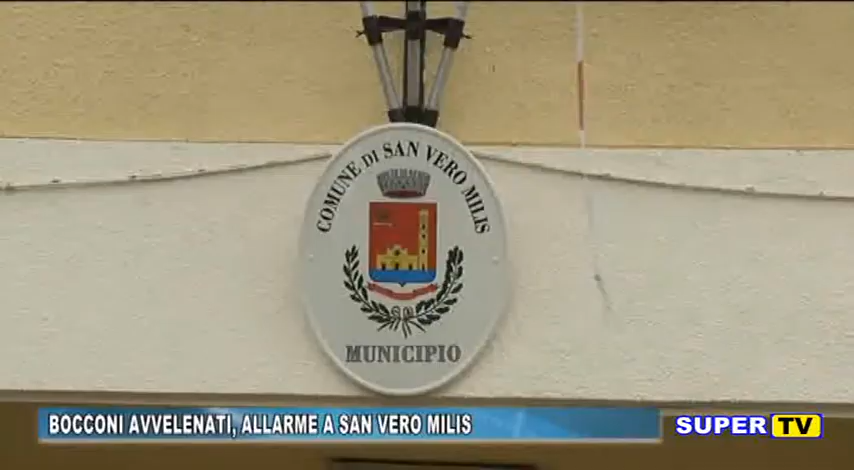 COMUNE DI SAN VERO MILIS
MUNICIPIO
BOCCONI AVVELENATI, ALLARME A SAN VERO MILIS
SUPER TV